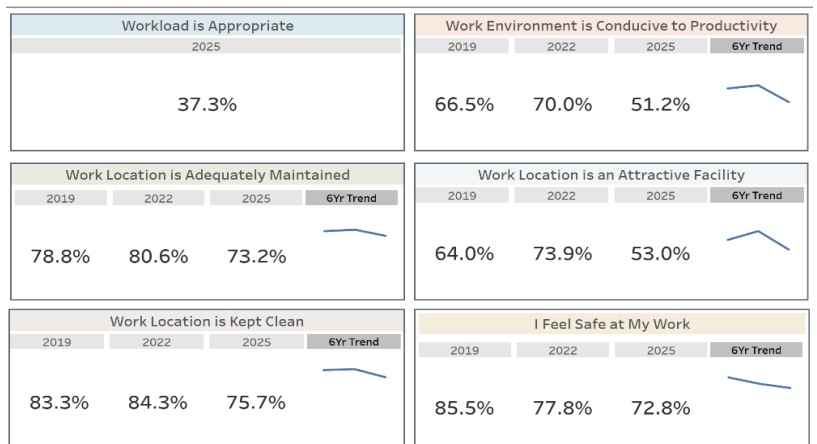 Workload is Appropriate
2025
37.3%
Work Environment is Conducive to Productivity
2019 2022 2025 6Yr Trend
66.5% 70.0% 51.2%
Work Location is Adequately Maintained
2019 2022 2025 6Yr Trend
78.8% 80.6% 73.2%
Work Location is an Attractive Facility
2019 2022 2025 6Yr Trend
64.0% 73.9% 53.0%
Work Location is Kept Clean
2019 2022 2025 6Yr Trend
83.3% 84.3% 75.7%
I Feel Safe at My Work
2019 2022 2025 6Yr Trend
85.5% 77.8% 72.8%